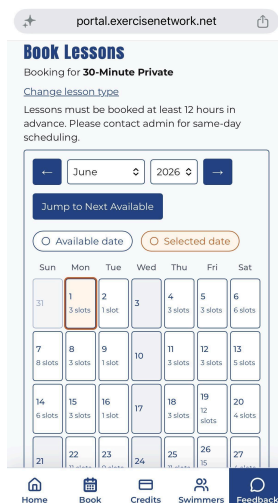 portal.exercisenetwork.net
Book Lessons
Booking for 30-Minute Private
Change lesson type
Lessons must be booked at least 12 hours in
advance. Please contact admin for same-day
scheduling.
← June 2026 →
Jump to Next Available
Available date Selected date
Sun Mon Tue Wed Thu Fri Sat
31 1 2 3 4 5 6
3 slots 1 slot 3 slots 3 slots 6 slots
7 8 9 10 11 12 13
8 slots 3 slots 1 slot 3 slots 3 slots 5 slots
14 15 16 17 18 19 20
6 slots 3 slots 1 slot 3 slots 12 slots 4 slots
21 22 23 24 25 26 27
15
Home Book Credits Swimmers Feedback